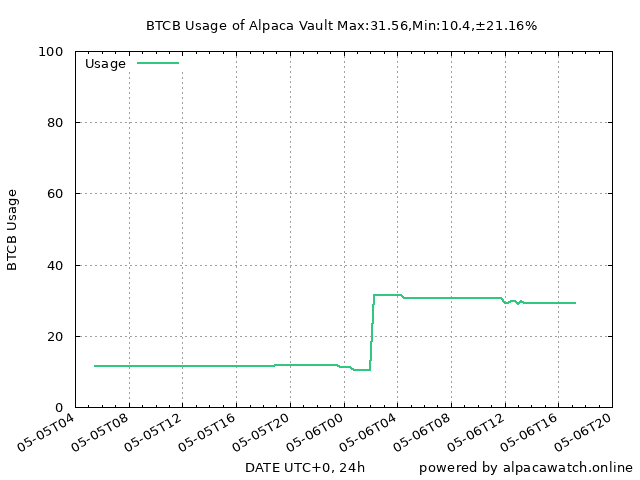 BTCB Usage of Alpaca Vault Max:31.56,Min:10.4,±21.16%
Usage
100
80
60
40
20
0
BTCB Usage
05-05T04
05-05T08
05-05T12
05-05T16
05-05T20
05-06T00
05-06T04
05-06T08
05-06T12
05-06T16
05-06T20
DATE UTC+0, 24h
powered by alpacawatch.online